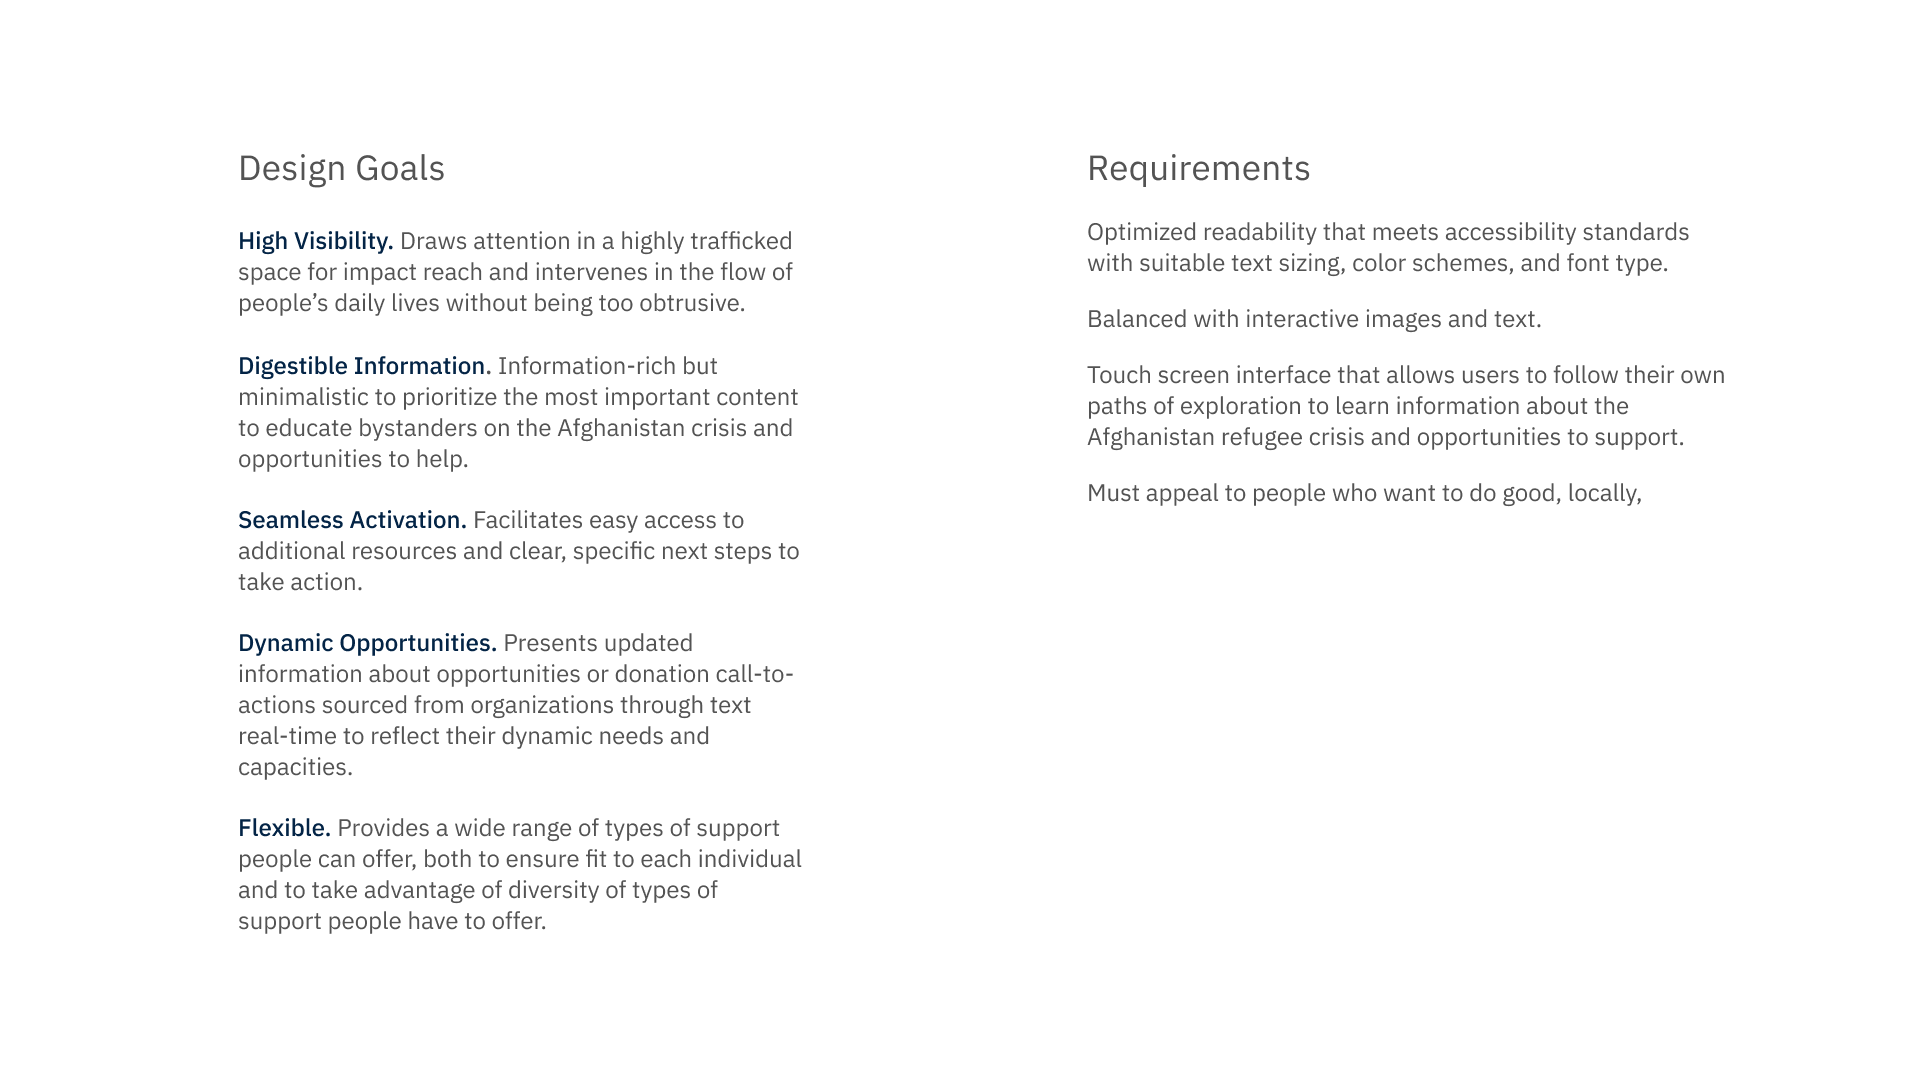 Design Goals
High Visibility. Draws attention in a highly trafficked
space for impact reach and intervenes in the flow of
people’s daily lives without being too obtrusive.
Digestible Information. Information-rich but
minimalistic to prioritize the most important content
to educate bystanders on the Afghanistan crisis and
opportunities to help.
Seamless Activation. Facilitates easy access to
additional resources and clear, specific next steps to
take action.
Dynamic Opportunities. Presents updated
information about opportunities or donation call-to-
actions sourced from organizations through text
real-time to reflect their dynamic needs and
capacities.
Flexible. Provides a wide range of types of support
people can offer, both to ensure fit to each individual
and to take advantage of diversity of types of
support people have to offer.
Requirements
Optimized readability that meets accessibility standards
with suitable text sizing, color schemes, and font type.
Balanced with interactive images and text.
Touch screen interface that allows users to follow their own
paths of exploration to learn information about the
Afghanistan refugee crisis and opportunities to support.
Must appeal to people who want to do good, locally,